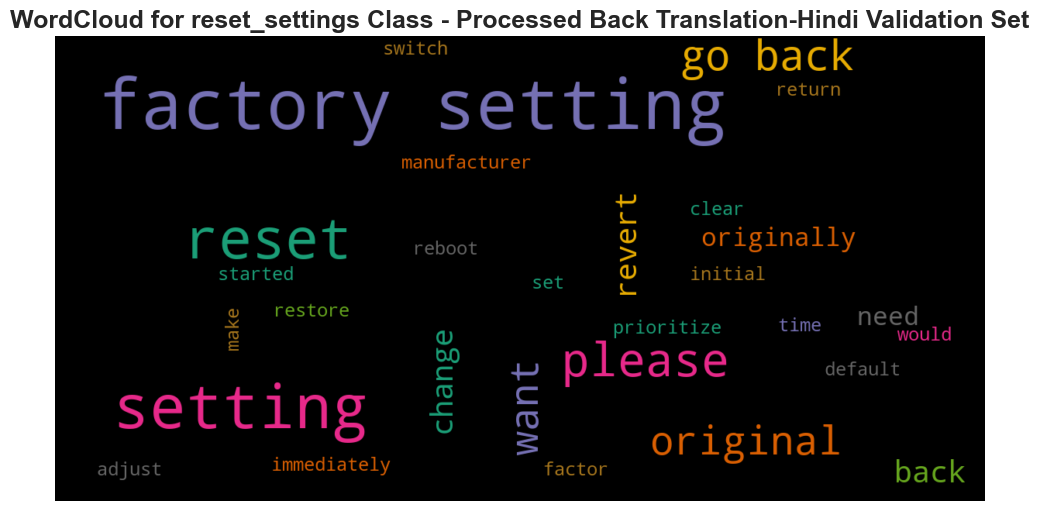 WordCloud for reset_settings Class - Processed Back Translation-Hindi Validation Set
switch
go back
return
factory setting
manufacturer
revert
clear
originally
reset
reboot
started
initial
set
restore
make
need
prioritize
time
would
change
please
want
default
setting
original
adjust
immediately
factor
back